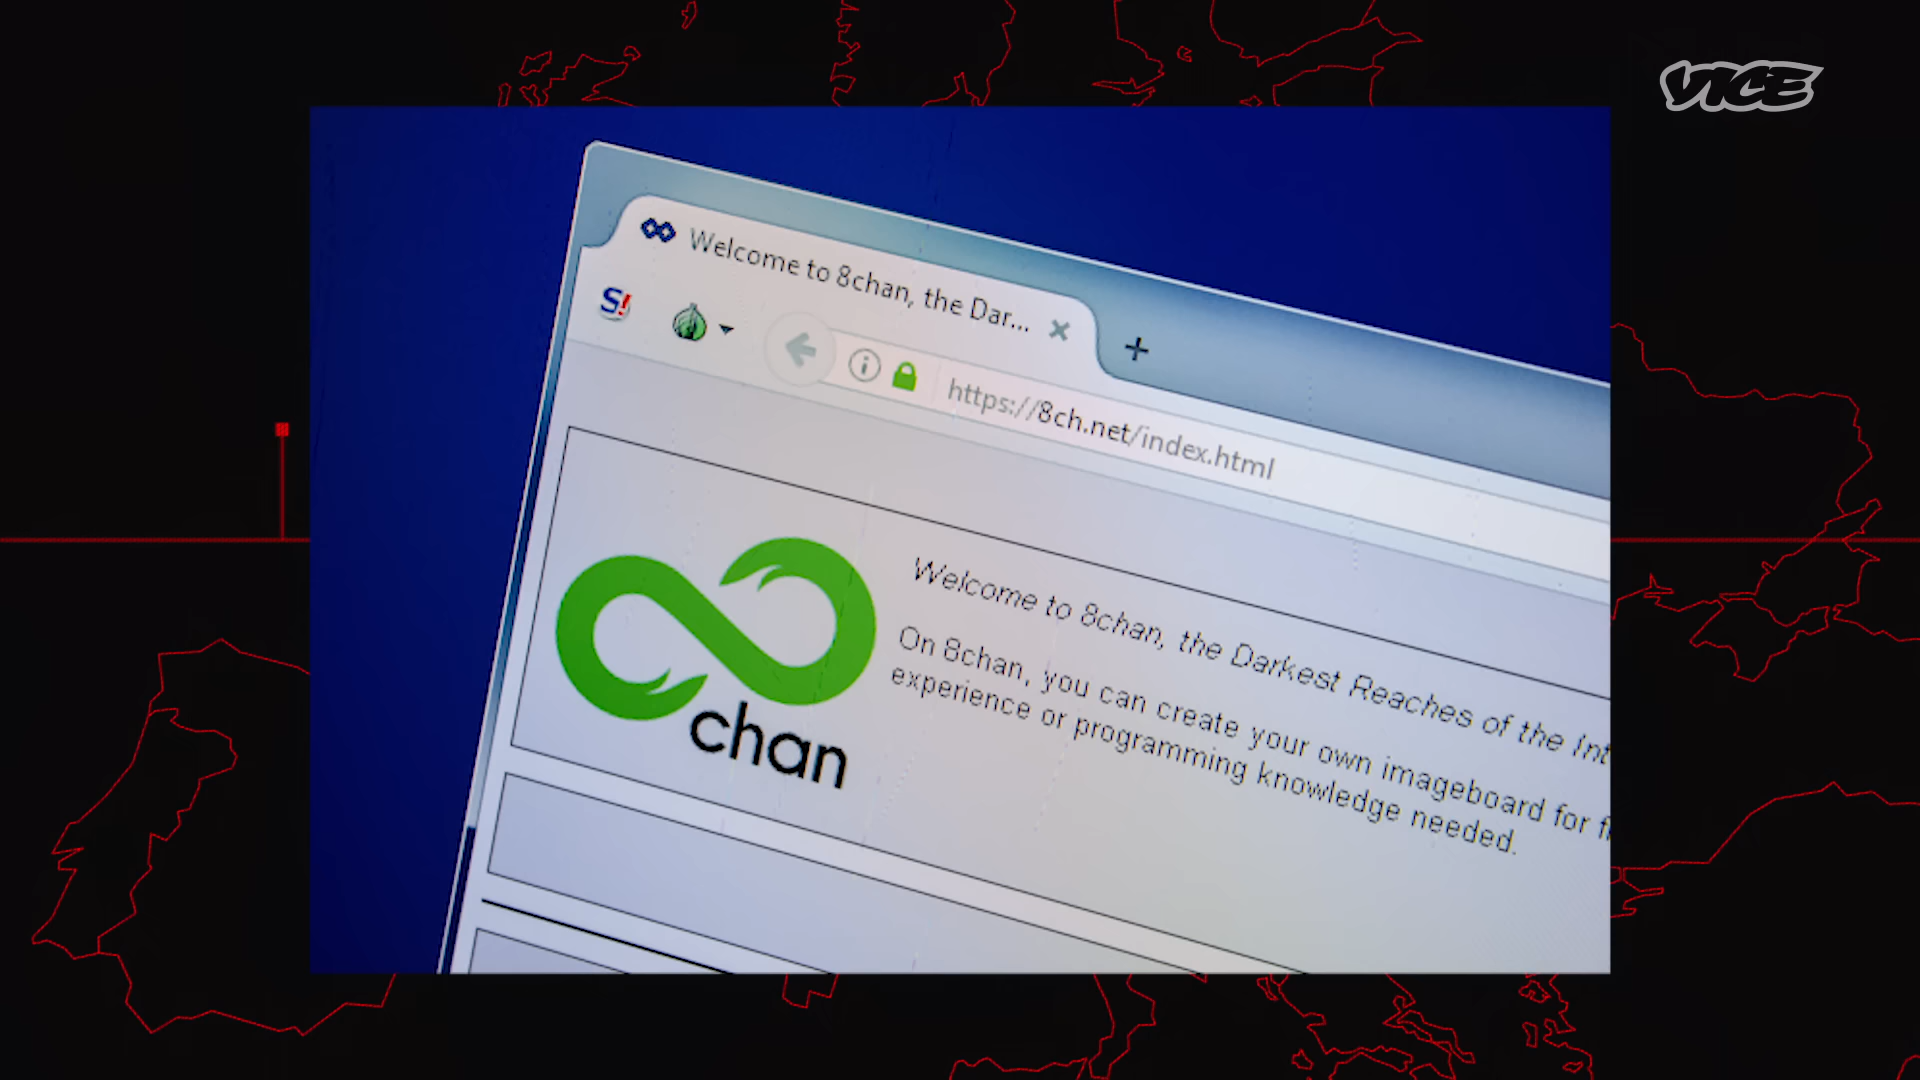 VICE
Welcome to 8chan, the Dar...
S!
https://8ch.net/index.html
chan
Welcome to 8chan, the Darkest Reaches of the Int
On 8chan, you can create your own imageboard for f
experience or programming knowledge needed.